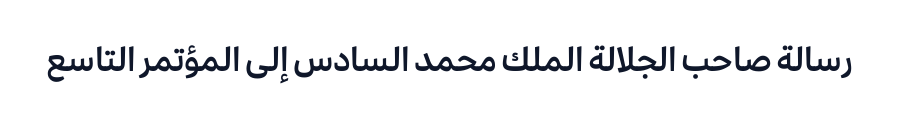 رسالة صاحب الجلالة الملك محمد السادس إلى المؤتمر التاسع